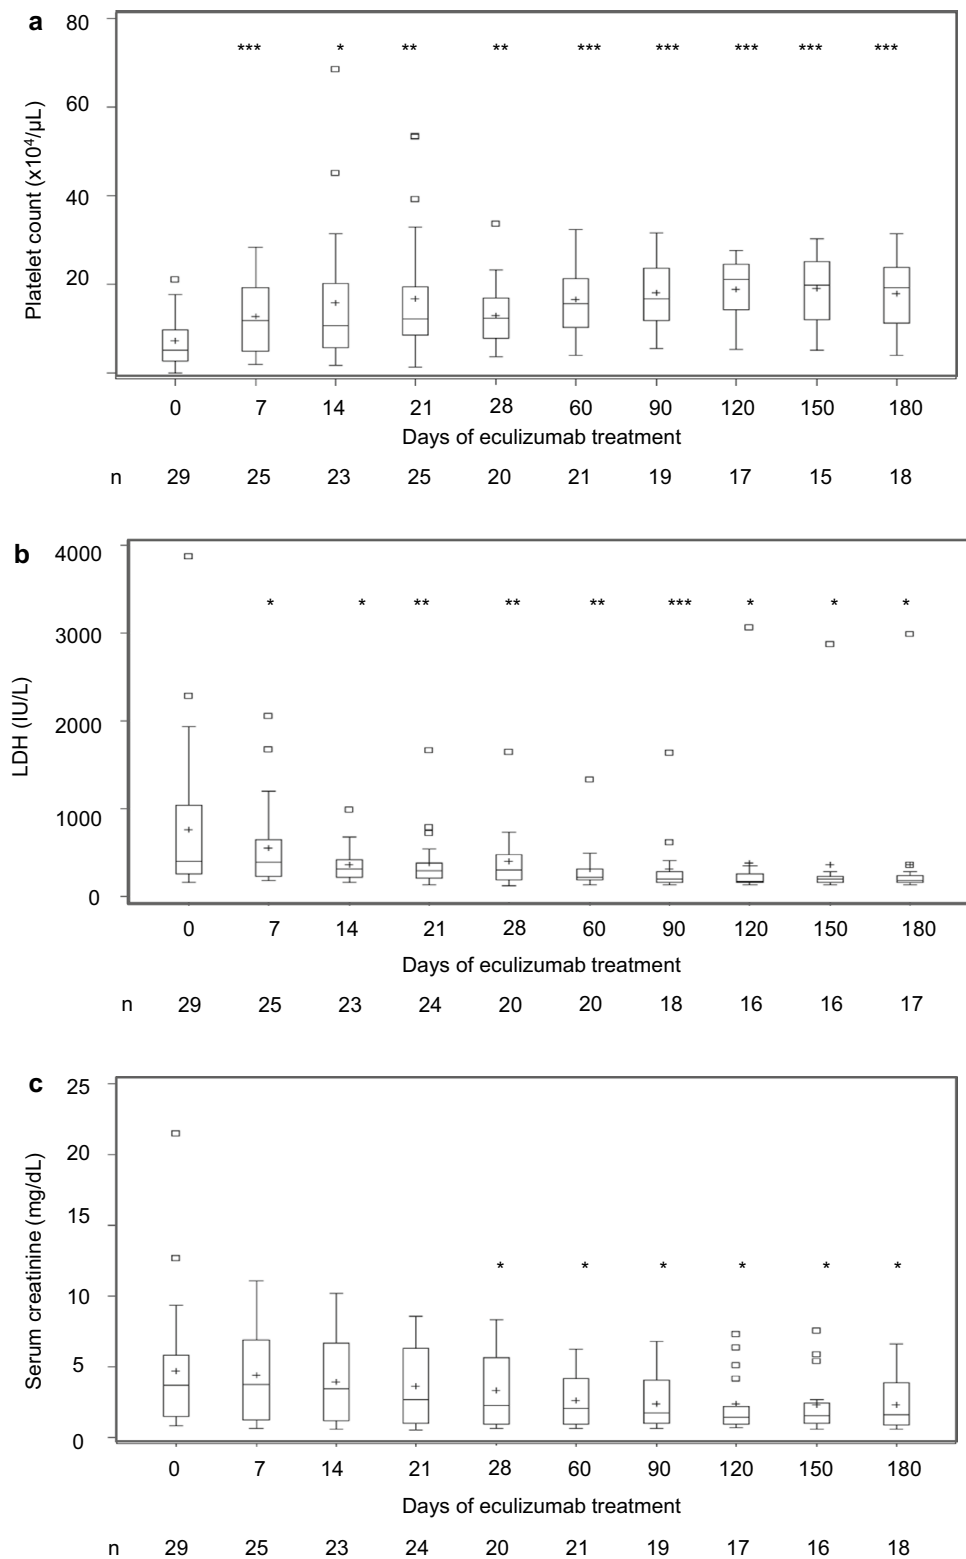 a
Platelet count (x10⁴/μL)
80
60
40
20
*** * ** ** *** *** *** *** ***
0 7 14 21 28 60 90 120 150 180
Days of eculizumab treatment
n 29 25 23 25 20 21 19 17 15 18
b
LDH (IU/L)
4000
3000
2000
1000
0
* * ** ** ** *** * * *
0 7 14 21 28 60 90 120 150 180
Days of eculizumab treatment
n 29 25 23 24 20 20 18 16 16 17
c
Serum creatinine (mg/dL)
25
20
15
10
5
0
* * * * * *
0 7 14 21 28 60 90 120 150 180
Days of eculizumab treatment
n 29 25 23 24 20 21 19 17 16 18